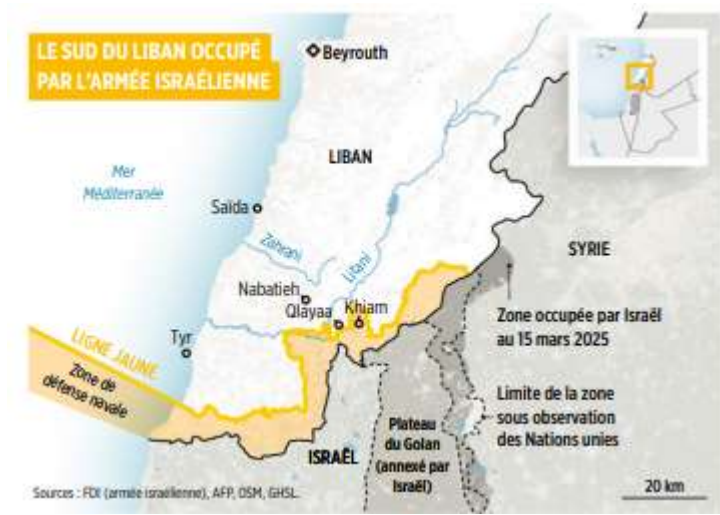 LE SUD DU LIBAN OCCUPÉ
PAR L'ARMÉE ISRAÉLIENNE
Beyrouth
Mer
Méditerranée
LIBAN
Saïda
Zahrani
Litani
SYRIE
Nabatieh
Qlayaa
Khiam
Tyr
LIGNE JAUNE
Zone de
défense navale
Zone occupée par Israël
au 15 mars 2025
Limite de la zone
sous observation
des Nations unies
ISRAËL
Plateau
du Golan
(annexé par
Israël)
20 km
Sources : FDI (armée israélienne), AFP, OSM, GHSL.